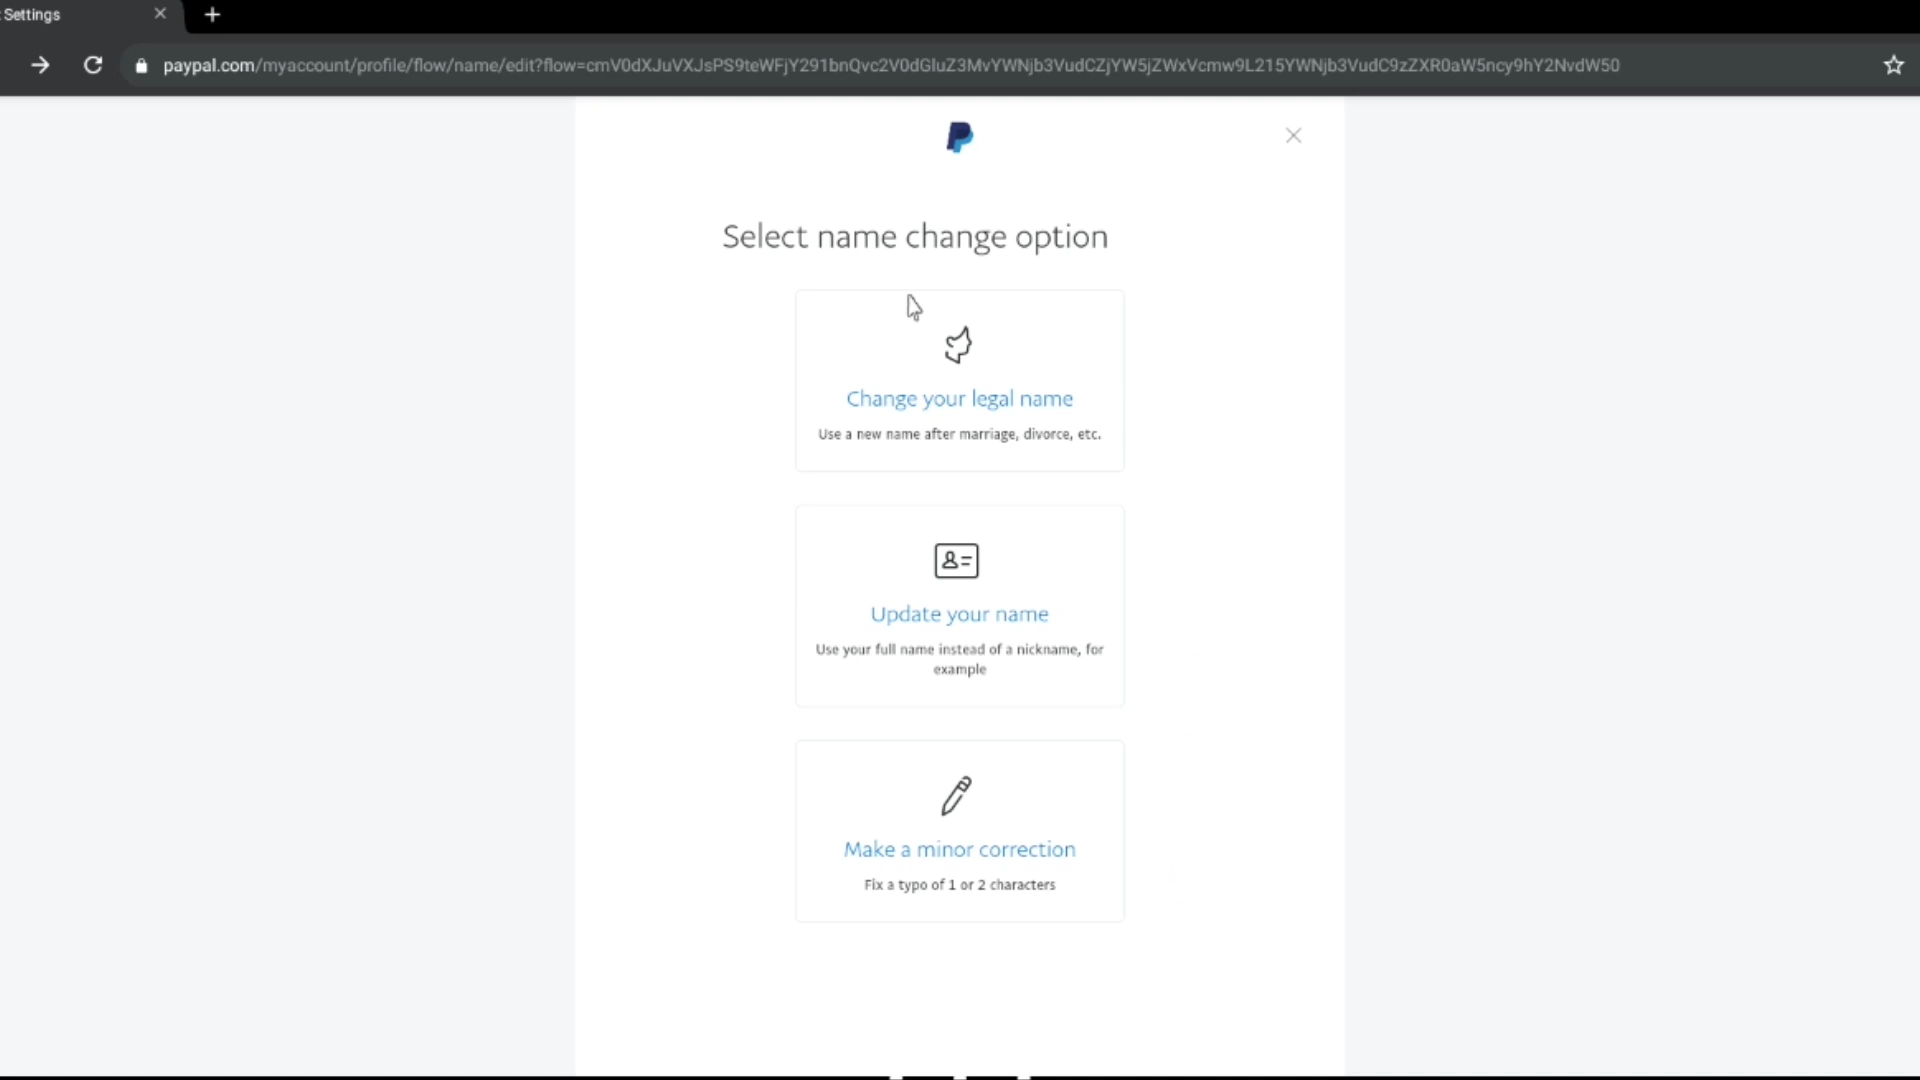 : Settings
paypal.com/myaccount/profile/flow/name/edit?flow=cmV0dXJuVXJsPS9teWFjY291bnQvc2V0dGluZ3MvYWNjb3VudCZjYW5jZWxVcmw9L215YWNjb3VudC9zZXR0aW5ncy9hY2NvdW50
Select name change option
Change your legal name
Use a new name after marriage, divorce, etc.
Update your name
Use your full name instead of a nickname, for
example
Make a minor correction
Fix a typo of 1 or 2 characters